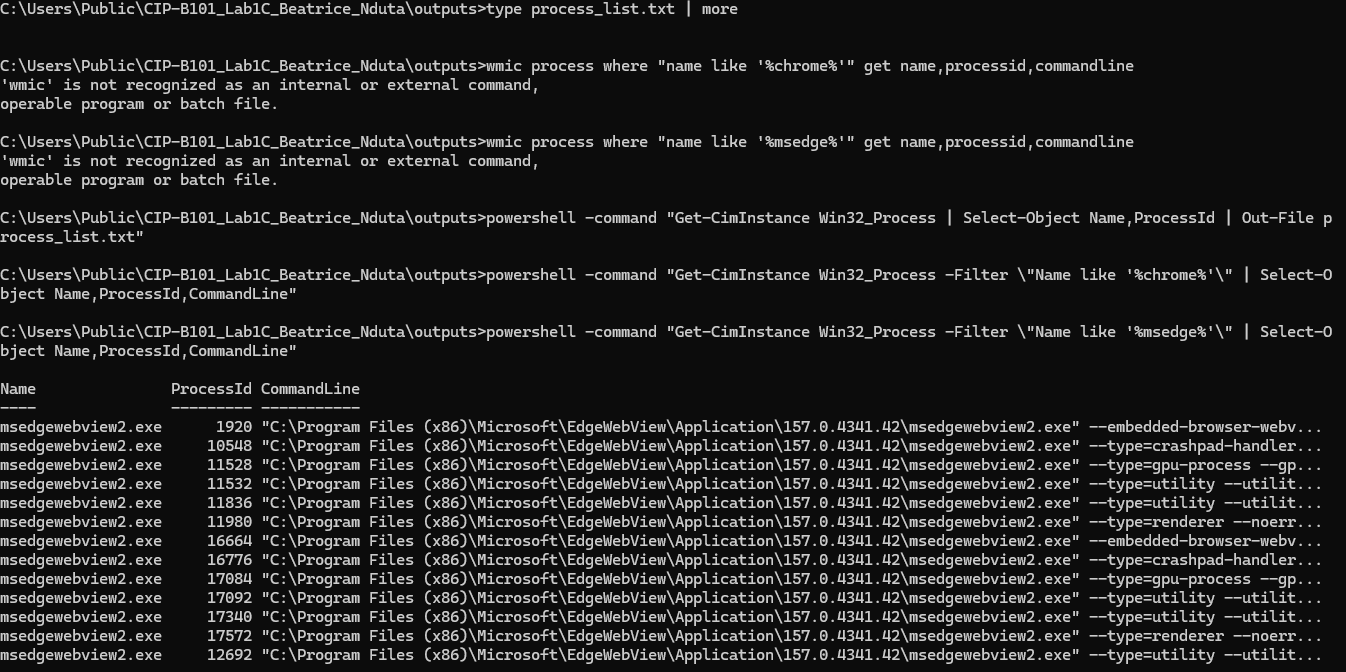 C:\Users\Public\CIP-B101_Lab1C_Beatrice_Nduta\outputs>type process_list.txt | more
C:\Users\Public\CIP-B101_Lab1C_Beatrice_Nduta\outputs>wmic process where "name like '%chrome%'" get name,processid,commandline
'wmic' is not recognized as an internal or external command,
operable program or batch file.
C:\Users\Public\CIP-B101_Lab1C_Beatrice_Nduta\outputs>wmic process where "name like '%msedge%'" get name,processid,commandline
'wmic' is not recognized as an internal or external command,
operable program or batch file.
C:\Users\Public\CIP-B101_Lab1C_Beatrice_Nduta\outputs>powershell -command "Get-CimInstance Win32_Process | Select-Object Name,ProcessId | Out-File p
rocess_list.txt"
C:\Users\Public\CIP-B101_Lab1C_Beatrice_Nduta\outputs>powershell -command "Get-CimInstance Win32_Process -Filter \"Name like '%chrome%'\" | Select-O
bject Name,ProcessId,CommandLine"
C:\Users\Public\CIP-B101_Lab1C_Beatrice_Nduta\outputs>powershell -command "Get-CimInstance Win32_Process -Filter \"Name like '%msedge%'\" | Select-O
bject Name,ProcessId,CommandLine"
Name               ProcessId CommandLine
----               --------- -----------
msedgewebview2.exe      1920 "C:\Program Files (x86)\Microsoft\EdgeWebView\Application\157.0.4341.42\msedgewebview2.exe" --embedded-browser-webv...
msedgewebview2.exe     10548 "C:\Program Files (x86)\Microsoft\EdgeWebView\Application\157.0.4341.42\msedgewebview2.exe" --type=crashpad-handler...
msedgewebview2.exe     11528 "C:\Program Files (x86)\Microsoft\EdgeWebView\Application\157.0.4341.42\msedgewebview2.exe" --type=gpu-process --gp...
msedgewebview2.exe     11532 "C:\Program Files (x86)\Microsoft\EdgeWebView\Application\157.0.4341.42\msedgewebview2.exe" --type=utility --utilit...
msedgewebview2.exe     11836 "C:\Program Files (x86)\Microsoft\EdgeWebView\Application\157.0.4341.42\msedgewebview2.exe" --type=utility --utilit...
msedgewebview2.exe     11980 "C:\Program Files (x86)\Microsoft\EdgeWebView\Application\157.0.4341.42\msedgewebview2.exe" --type=renderer --noerr...
msedgewebview2.exe     16664 "C:\Program Files (x86)\Microsoft\EdgeWebView\Application\157.0.4341.42\msedgewebview2.exe" --embedded-browser-webv...
msedgewebview2.exe     16776 "C:\Program Files (x86)\Microsoft\EdgeWebView\Application\157.0.4341.42\msedgewebview2.exe" --type=crashpad-handler...
msedgewebview2.exe     17084 "C:\Program Files (x86)\Microsoft\EdgeWebView\Application\157.0.4341.42\msedgewebview2.exe" --type=gpu-process --gp...
msedgewebview2.exe     17092 "C:\Program Files (x86)\Microsoft\EdgeWebView\Application\157.0.4341.42\msedgewebview2.exe" --type=utility --utilit...
msedgewebview2.exe     17340 "C:\Program Files (x86)\Microsoft\EdgeWebView\Application\157.0.4341.42\msedgewebview2.exe" --type=utility --utilit...
msedgewebview2.exe     17572 "C:\Program Files (x86)\Microsoft\EdgeWebView\Application\157.0.4341.42\msedgewebview2.exe" --type=renderer --noerr...
msedgewebview2.exe     12692 "C:\Program Files (x86)\Microsoft\EdgeWebView\Application\157.0.4341.42\msedgewebview2.exe" --type=utility --utilit...